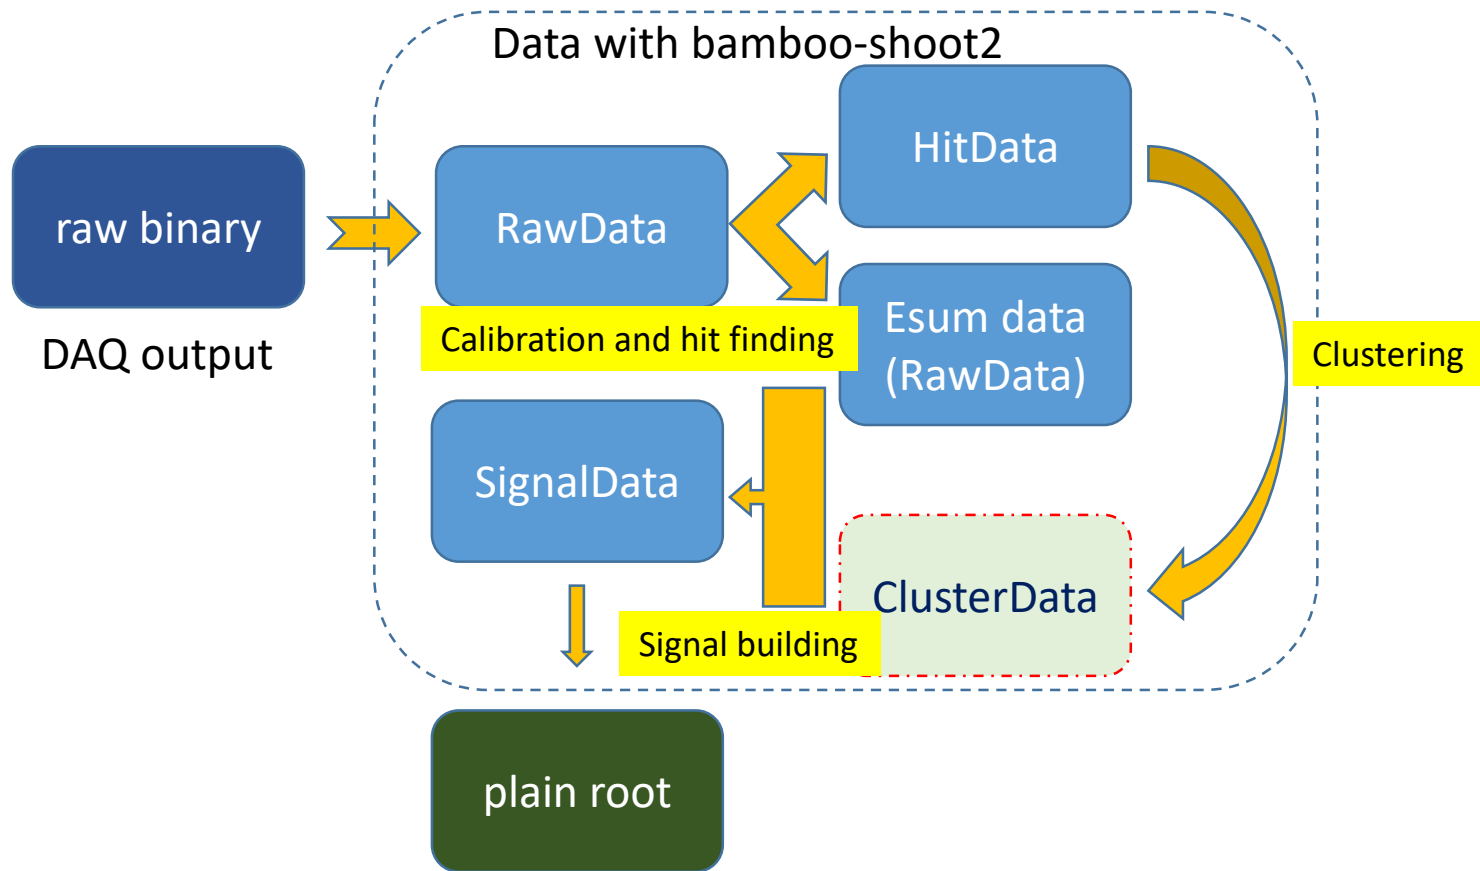 Data with bamboo-shoot2
raw binary
DAQ output
RawData
HitData
Calibration and hit finding
Esum data
(RawData)
Clustering
SignalData
ClusterData
Signal building
plain root